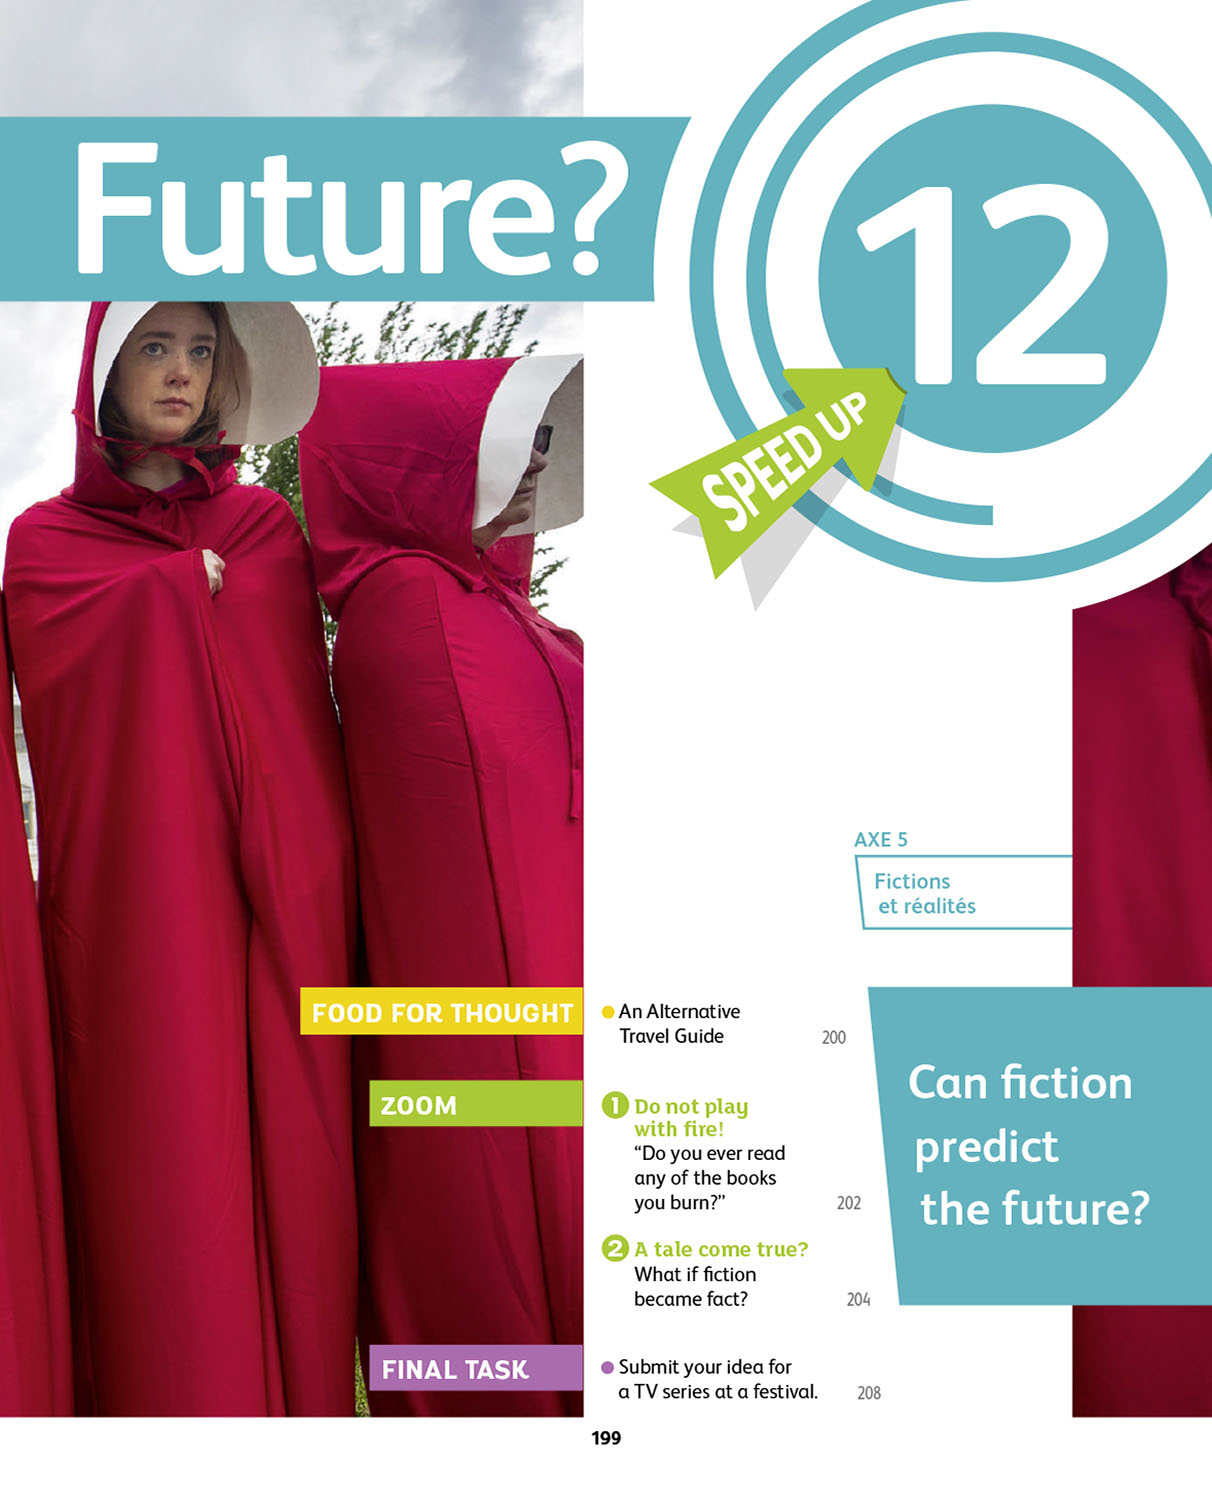 Future?
12
SPEED UP
AXE 5
Fictions
et réalités
FOOD FOR THOUGHT
An Alternative
Travel Guide 200
ZOOM
1 Do not play
with fire!
“Do you ever read
any of the books
you burn?” 202
2 A tale come true?
What if fiction
became fact? 204
FINAL TASK
Submit your idea for
a TV series at a festival. 208
Can fiction
predict
the future?
199